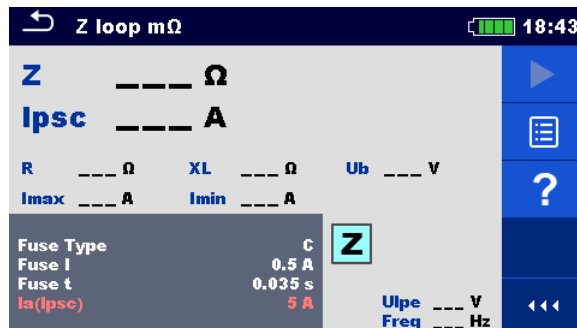 Z loop mΩ 18:43
Z ___ Ω
Ipsc ___ A
R ___ Ω XL ___ Ω Ub ___ V
Imax ___ A Imin ___ A
?
Fuse Type C
Z
Fuse I 0.5 A
Fuse t 0.035 s
Ia(Ipsc) 5 A
Ulpe ___ V
Freq ___ Hz